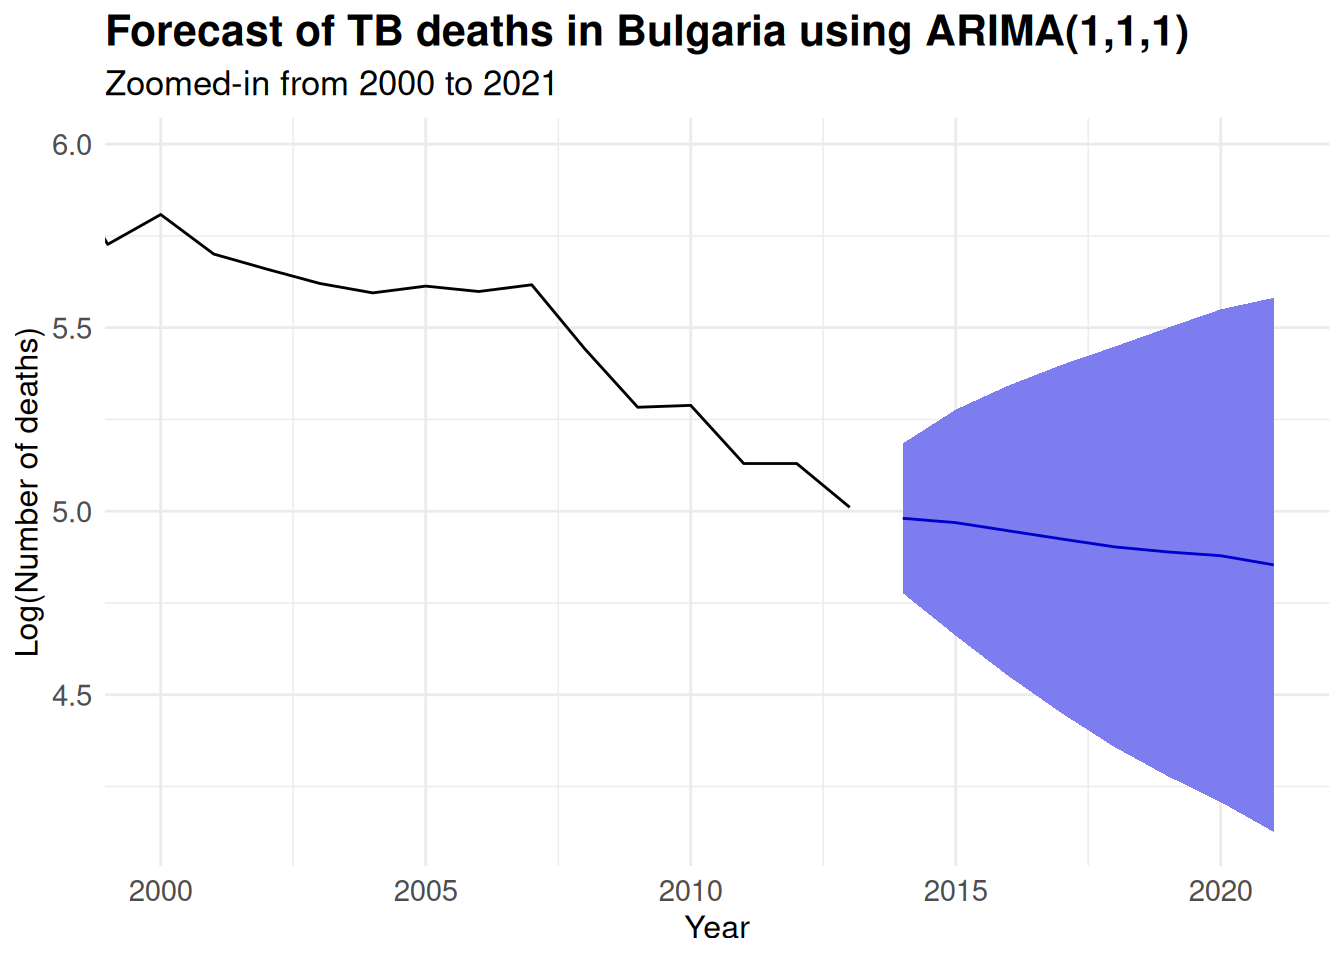 Forecast of TB deaths in Bulgaria using ARIMA(1,1,1)
Zoomed-in from 2000 to 2021
Log(Number of deaths)
6.0
5.5
5.0
4.5
2000 2005 2010 2015 2020
Year